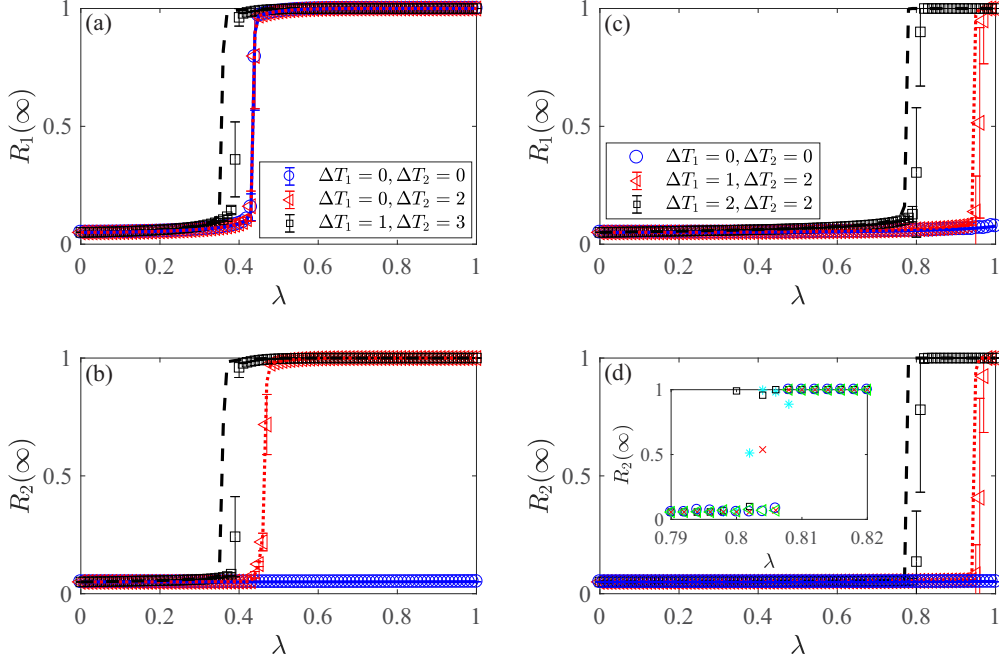 (a)
1
0.5
0
R₁(∞)
ΔT₁ = 0, ΔT₂ = 0
ΔT₁ = 0, ΔT₂ = 2
ΔT₁ = 1, ΔT₂ = 3
0 0.2 0.4 0.6 0.8 1
λ
(c)
1
0.5
0
R₁(∞)
ΔT₁ = 0, ΔT₂ = 0
ΔT₁ = 1, ΔT₂ = 2
ΔT₁ = 2, ΔT₂ = 2
0 0.2 0.4 0.6 0.8 1
λ
(b)
1
0.5
0
R₂(∞)
0 0.2 0.4 0.6 0.8 1
λ
(d)
1
0.5
0
R₂(∞)
1
0.5
0
R₂(∞)
0.79 0.8 0.81 0.82
λ
0 0.2 0.4 0.6 0.8 1
λ